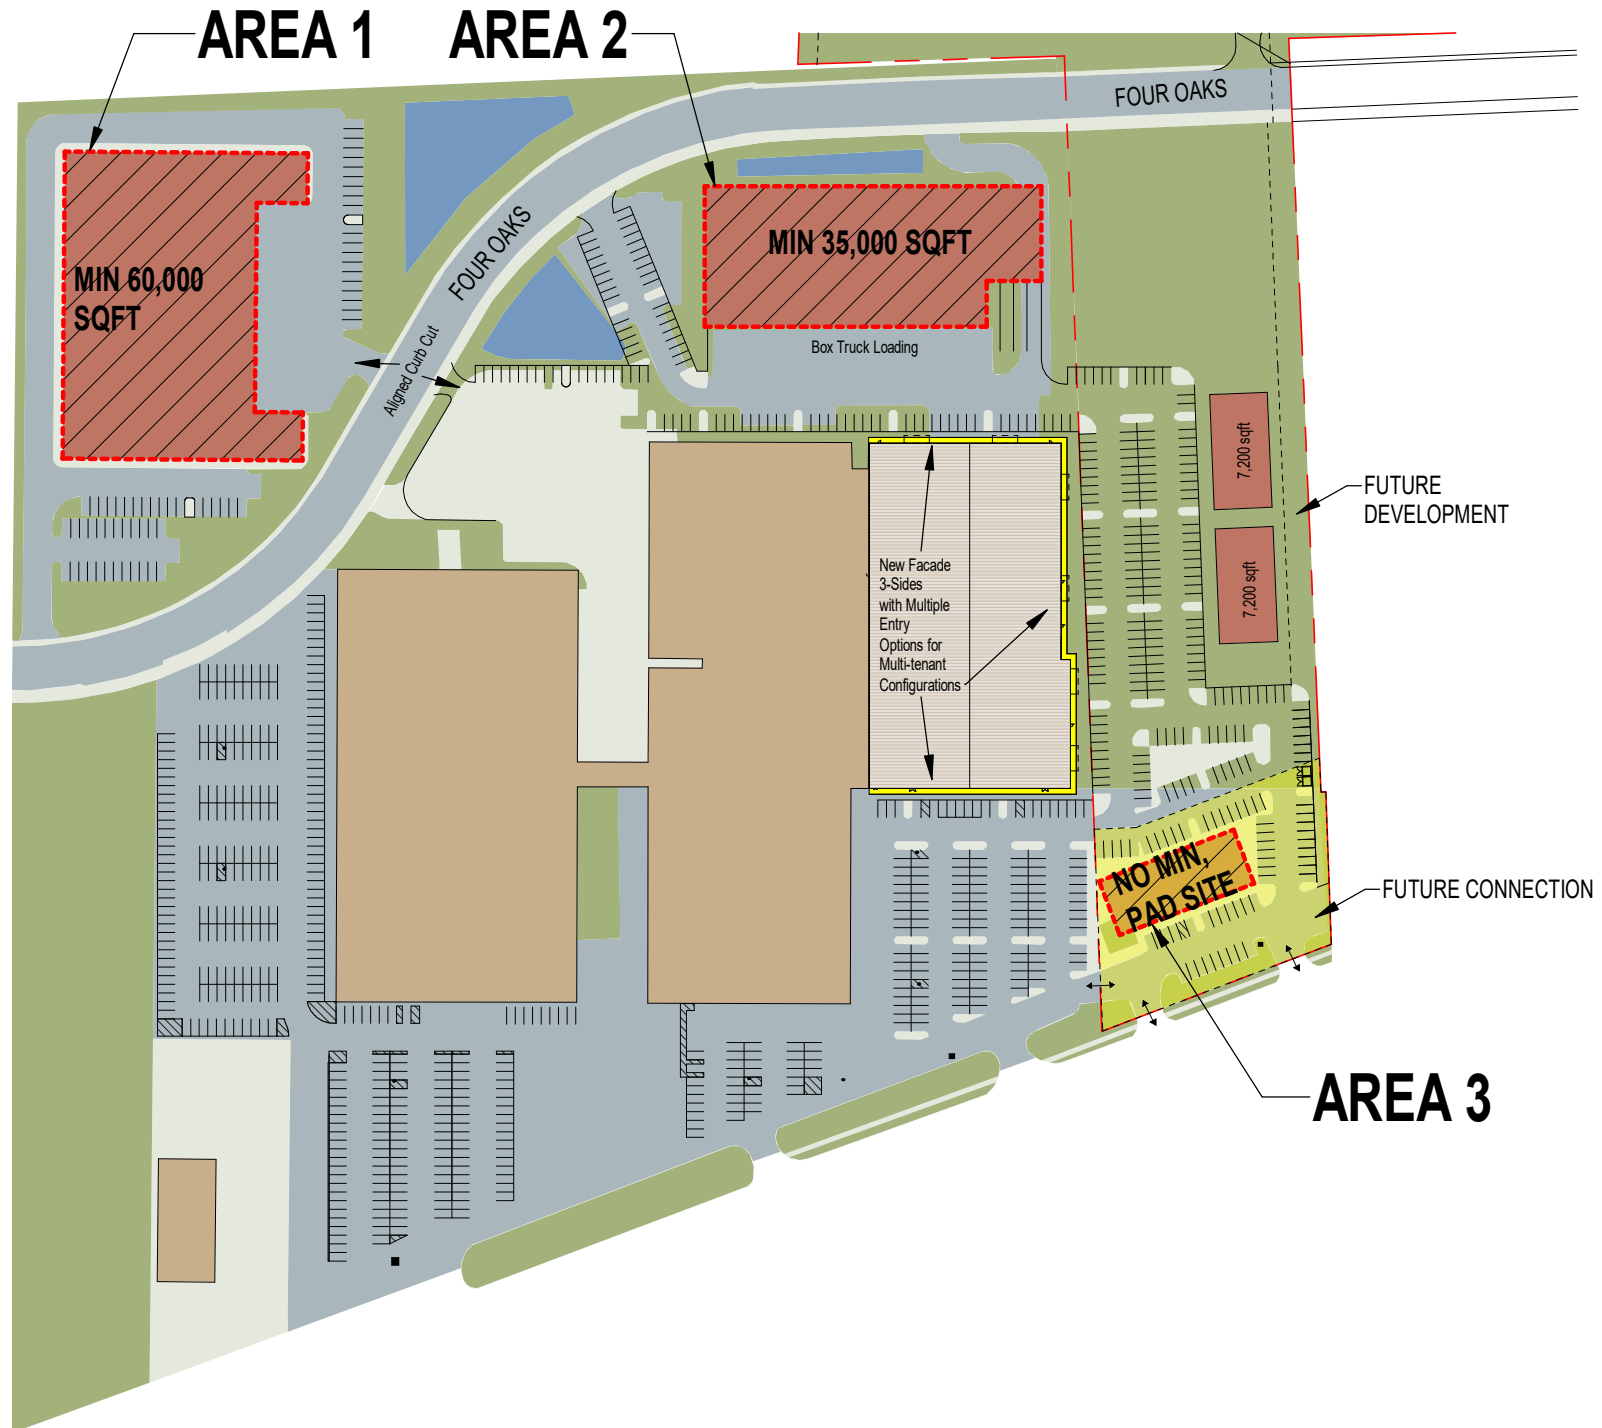 AREA 1
AREA 2
FOUR OAKS
MIN 60,000
SQFT
FOUR OAKS
MIN 35,000 SQFT
Box Truck Loading
Aligned Curb Cut
7,200 sqft
7,200 sqft
FUTURE
DEVELOPMENT
New Facade
3-Sides
with Multiple
Entry
Options for
Multi-tenant
Configurations
NO MIN,
PAD SITE
FUTURE CONNECTION
AREA 3